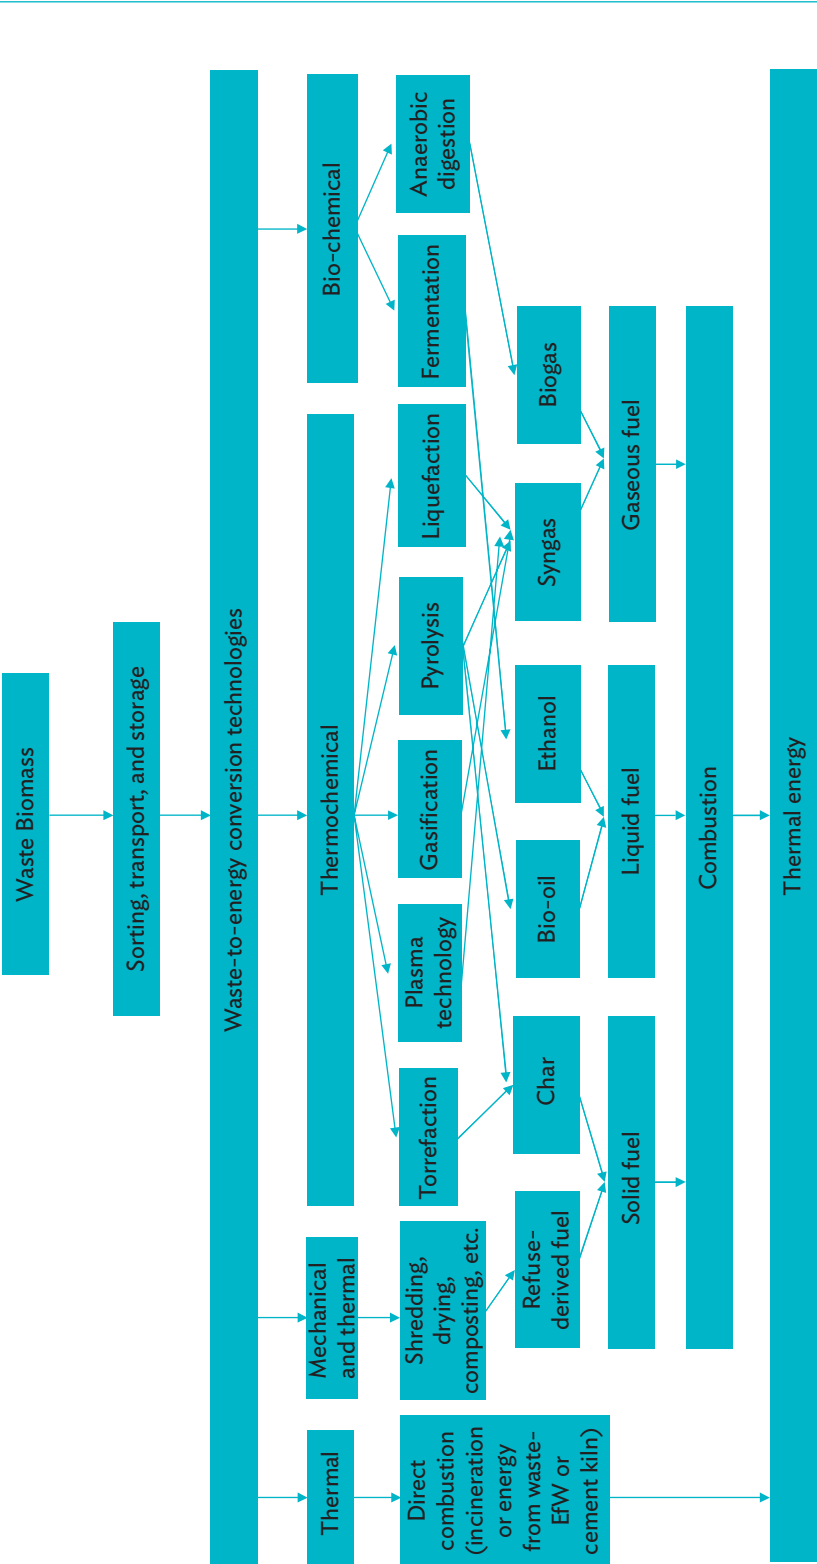 Waste Biomass
Sorting, transport, and storage
Waste-to-energy conversion technologies
Thermal
Mechanical
and thermal
Thermochemical
Bio-chemical
Direct
combustion
(incineration
or energy
from waste-
EfW or
cement kiln)
Shredding,
drying,
composting, etc.
Torrefaction
Plasma
technology
Gasification
Pyrolysis
Liquefaction
Fermentation
Anaerobic
digestion
Refuse-
derived fuel
Char
Bio-oil
Ethanol
Syngas
Biogas
Solid fuel
Liquid fuel
Gaseous fuel
Combustion
Thermal energy